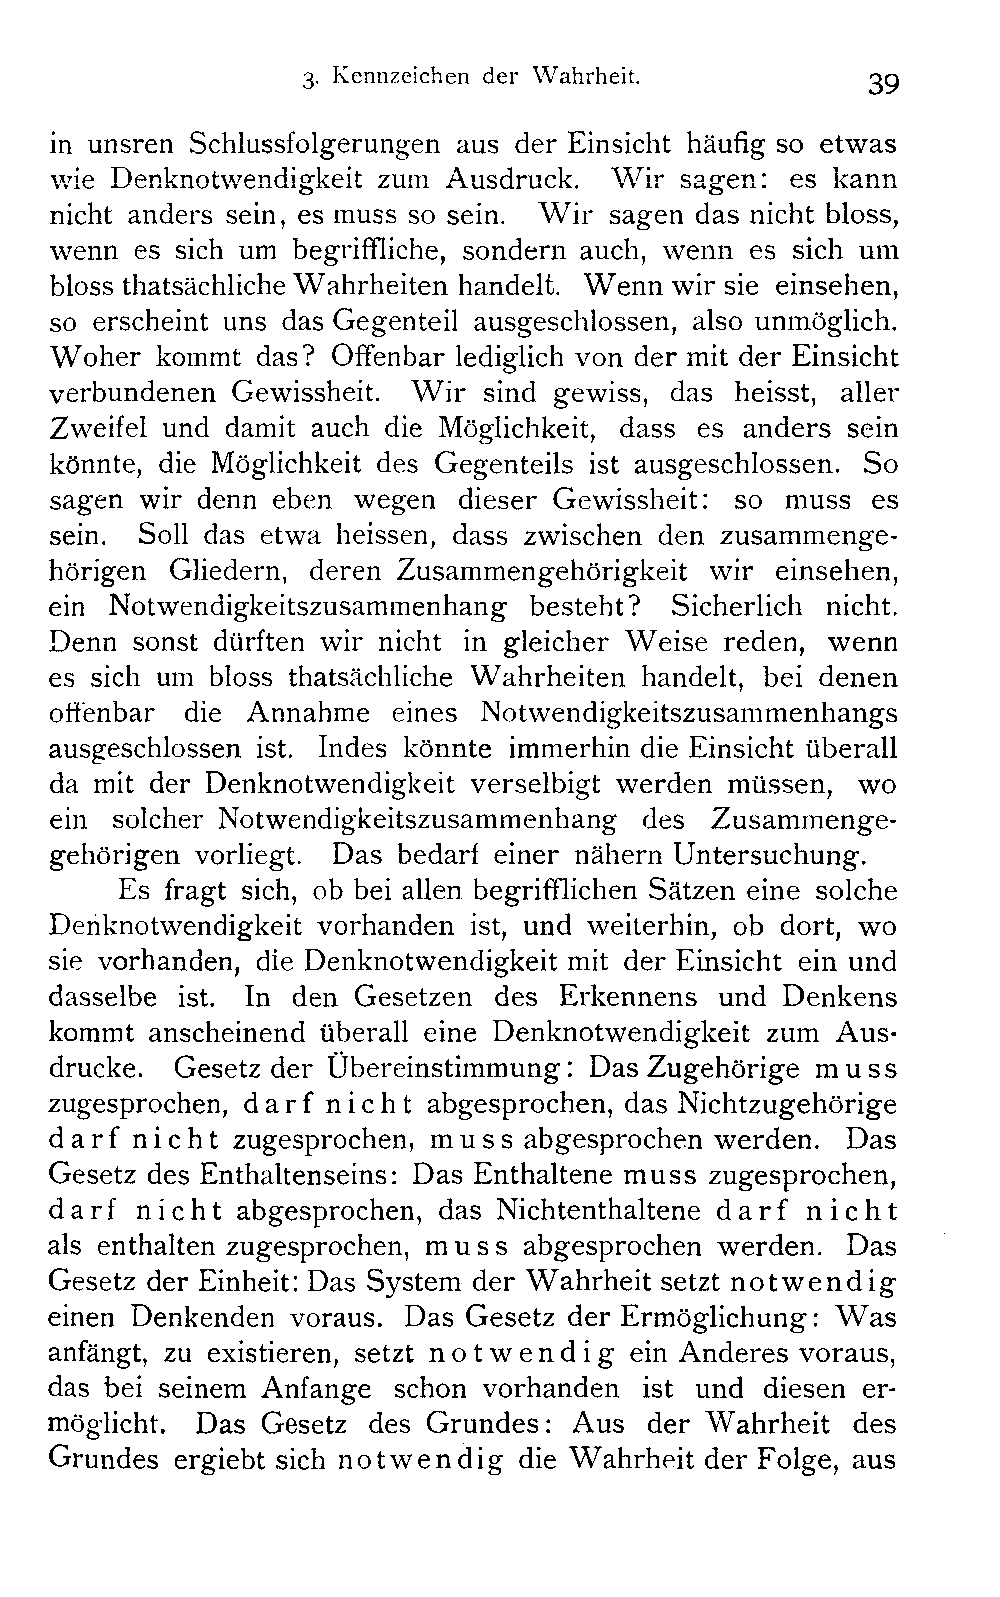 3. Kennzeichen der Wahrheit. 39
in unsren Schlussfolgerungen aus der Einsicht häufig so etwas
wie Denknotwendigkeit zum Ausdruck. Wir sagen: es kann
nicht anders sein, es muss so sein. Wir sagen das nicht bloss,
wenn es sich um begriffliche, sondern auch, wenn es sich um
bloss thatsächliche Wahrheiten handelt. Wenn wir sie einsehen,
so erscheint uns das Gegenteil ausgeschlossen, also unmöglich.
Woher kommt das? Offenbar lediglich von der mit der Einsicht
verbundenen Gewissheit. Wir sind gewiss, das heisst, aller
Zweifel und damit auch die Möglichkeit, dass es anders sein
könnte, die Möglichkeit des Gegenteils ist ausgeschlossen. So
sagen wir denn eben wegen dieser Gewissheit: so muss es
sein. Soll das etwa heissen, dass zwischen den zusammenge-
hörigen Gliedern, deren Zusammengehörigkeit wir einsehen,
ein Notwendigkeitszusammenhang besteht? Sicherlich nicht.
Denn sonst dürften wir nicht in gleicher Weise reden, wenn
es sich um bloss thatsächliche Wahrheiten handelt, bei denen
offenbar die Annahme eines Notwendigkeitszusammenhangs
ausgeschlossen ist. Indes könnte immerhin die Einsicht überall
da mit der Denknotwendigkeit verselbigt werden müssen, wo
ein solcher Notwendigkeitszusammenhang des Zusammenge-
gehörigen vorliegt. Das bedarf einer nähern Untersuchung.
Es fragt sich, ob bei allen begrifflichen Sätzen eine solche
Denknotwendigkeit vorhanden ist, und weiterhin, ob dort, wo
sie vorhanden, die Denknotwendigkeit mit der Einsicht ein und
dasselbe ist. In den Gesetzen des Erkennens und Denkens
kommt anscheinend überall eine Denknotwendigkeit zum Aus-
drucke. Gesetz der Übereinstimmung: Das Zugehörige muss
zugesprochen, darf nicht abgesprochen, das Nichtzugehörige
darf nicht zugesprochen, muss abgesprochen werden. Das
Gesetz des Enthaltenseins: Das Enthaltene muss zugesprochen,
darf nicht abgesprochen, das Nichtenthaltene darf nicht
als enthalten zugesprochen, muss abgesprochen werden. Das
Gesetz der Einheit: Das System der Wahrheit setzt notwendig
einen Denkenden voraus. Das Gesetz der Ermöglichung: Was
anfängt, zu existieren, setzt notwendig ein Anderes voraus,
das bei seinem Anfange schon vorhanden ist und diesen er-
möglicht. Das Gesetz des Grundes: Aus der Wahrheit des
Grundes ergiebt sich notwendig die Wahrheit der Folge, aus